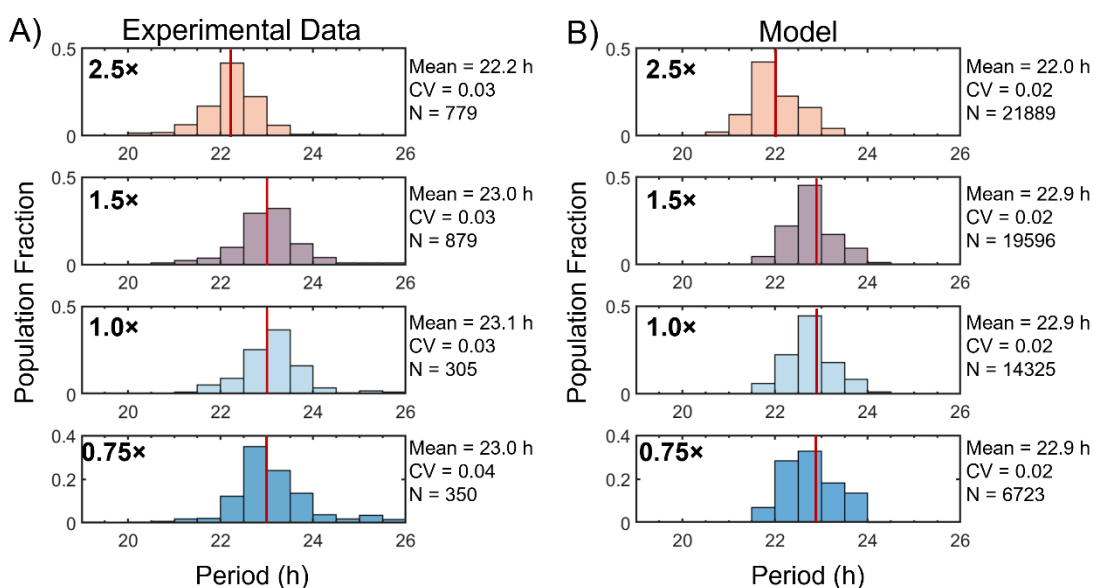 A)
Experimental Data
Population Fraction
0.5
2.5×
Mean = 22.2 h
CV = 0.03
N = 779
0
20 22 24 26
0.5
1.5×
Mean = 23.0 h
CV = 0.03
N = 879
0
20 22 24 26
0.5
1.0×
Mean = 23.1 h
CV = 0.03
N = 305
0
20 22 24 26
0.4
0.75×
Mean = 23.0 h
CV = 0.04
N = 350
0.2
0
20 22 24 26
Period (h)
B)
Model
Population Fraction
0.5
2.5×
Mean = 22.0 h
CV = 0.02
N = 21889
0
20 22 24 26
0.5
1.5×
Mean = 22.9 h
CV = 0.02
N = 19596
0
20 22 24 26
0.5
1.0×
Mean = 22.9 h
CV = 0.02
N = 14325
0
20 22 24 26
0.4
0.75×
Mean = 22.9 h
CV = 0.02
N = 6723
0.2
0
20 22 24 26
Period (h)